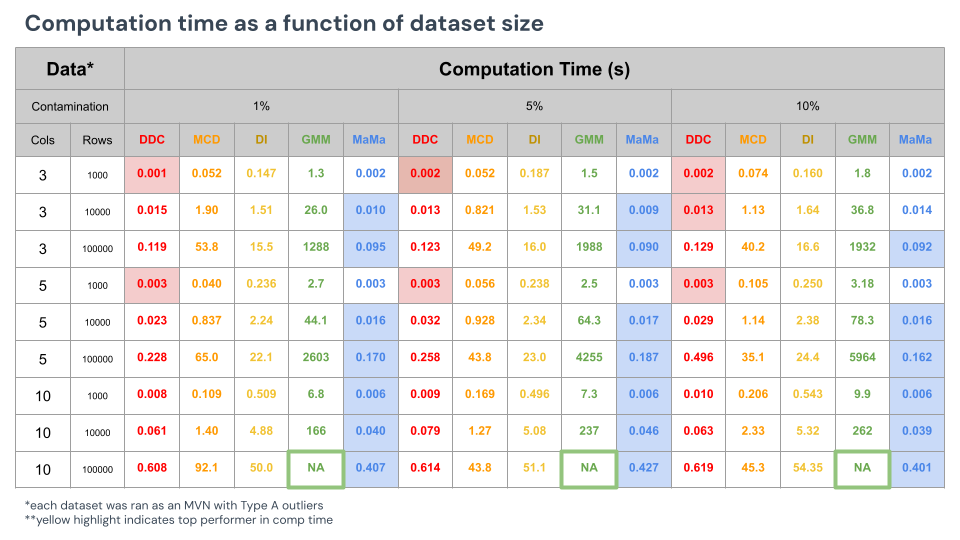 Computation time as a function of dataset size
Data* Computation Time (s)
Contamination 1% 5% 10%
Cols Rows DDC MCD DI GMM MaMa DDC MCD DI GMM MaMa DDC MCD DI GMM MaMa
3 1000 0.001 0.052 0.147 1.3 0.002 0.002 0.052 0.187 1.5 0.002 0.002 0.074 0.160 1.8 0.002
3 10000 0.015 1.90 1.51 26.0 0.010 0.013 0.821 1.53 31.1 0.009 0.013 1.13 1.64 36.8 0.014
3 100000 0.119 53.8 15.5 1288 0.095 0.123 49.2 16.0 1988 0.090 0.129 40.2 16.6 1932 0.092
5 1000 0.003 0.040 0.236 2.7 0.003 0.003 0.056 0.238 2.5 0.003 0.003 0.105 0.250 3.18 0.003
5 10000 0.023 0.837 2.24 44.1 0.016 0.032 0.928 2.34 64.3 0.017 0.029 1.14 2.38 78.3 0.016
5 100000 0.228 65.0 22.1 2603 0.170 0.258 43.8 23.0 4255 0.187 0.496 35.1 24.4 5964 0.162
10 1000 0.008 0.109 0.509 6.8 0.006 0.009 0.169 0.496 7.3 0.006 0.010 0.206 0.543 9.9 0.006
10 10000 0.061 1.40 4.88 166 0.040 0.079 1.27 5.08 237 0.046 0.063 2.33 5.32 262 0.039
10 100000 0.608 92.1 50.0 NA 0.407 0.614 43.8 51.1 NA 0.427 0.619 45.3 54.35 NA 0.401
*each dataset was ran as an MVN with Type A outliers
**yellow highlight indicates top performer in comp time